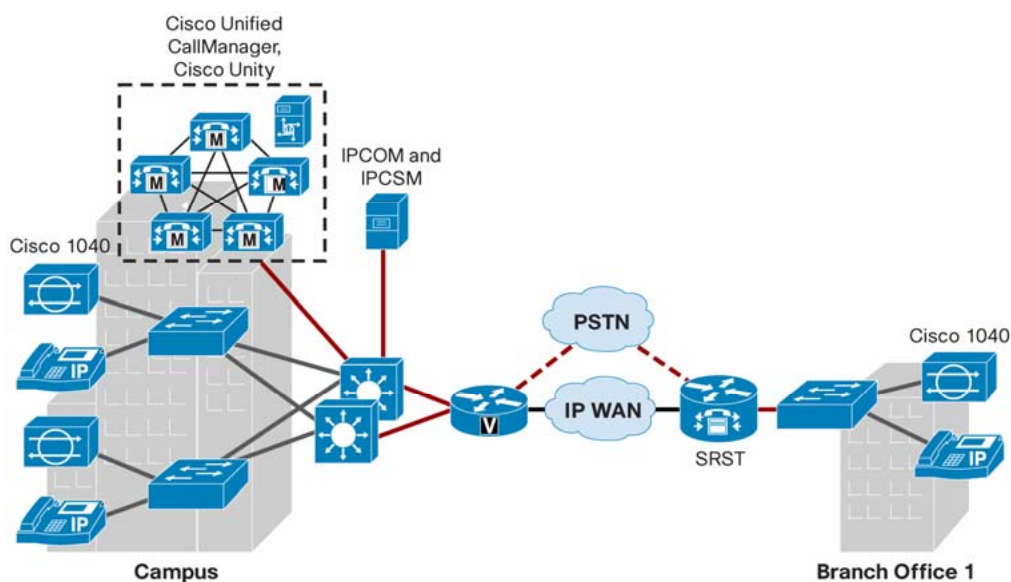 Cisco Unified
CallManager,
Cisco Unity
M
M
M
M
M
IPCOM and
IPCSM
Cisco 1040
IP
IP
PSTN
IP WAN
V
SRST
Cisco 1040
IP
Campus
Branch Office 1